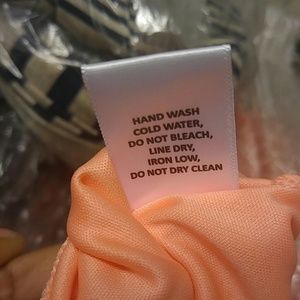 HAND WASH
COLD WATER,
DO NOT BLEACH,
LINE DRY,
IRON LOW,
DO NOT DRY CLEAN